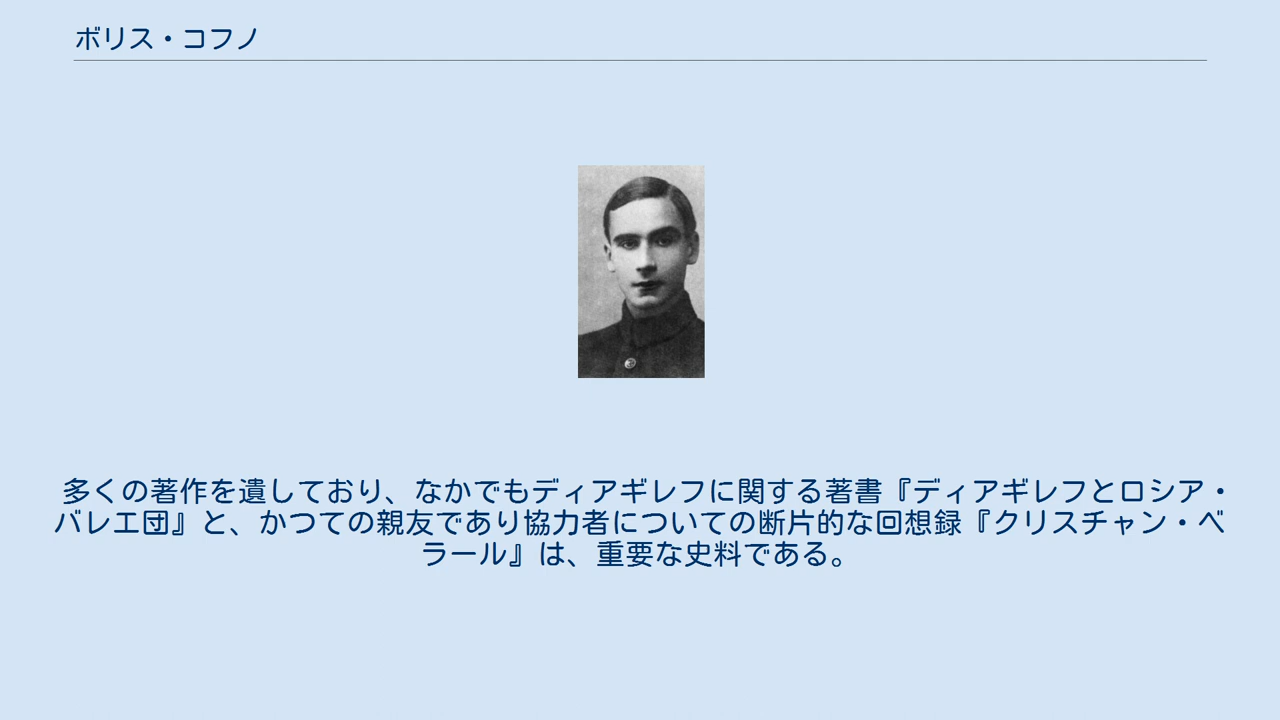 ボリス・コフノ
多くの著作を遺しており、なかでもディアギレフに関する著書『ディアギレフとロシア・
バレエ団』と、かつての親友であり協力者についての断片的な回想録『クリスチャン・ベ
ラール』は、重要な史料である。